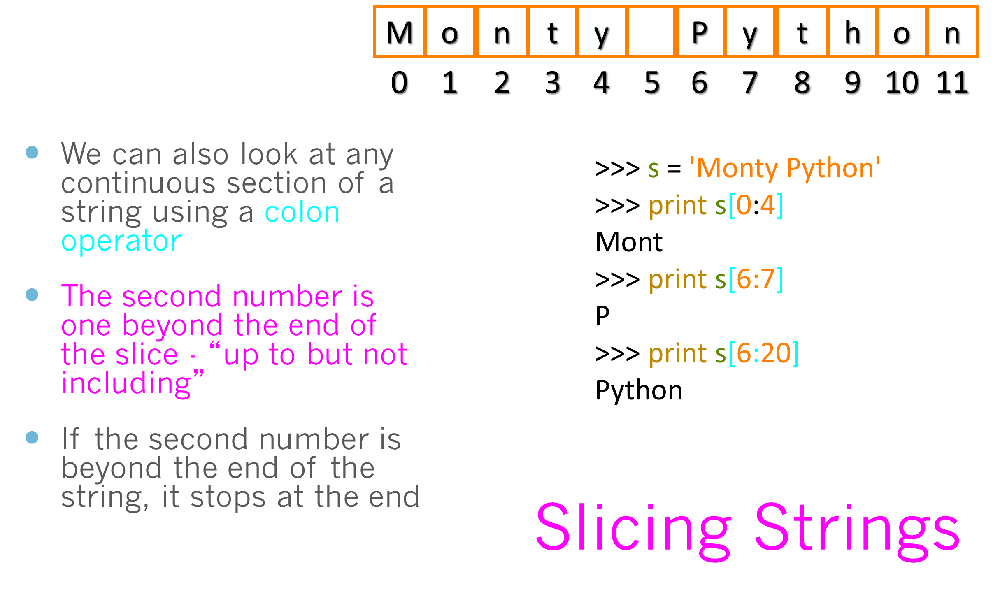 M o n t y P y t h o n
0 1 2 3 4 5 6 7 8 9 10 11
We can also look at any
continuous section of a
string using a colon
operator
The second number is
one beyond the end of
the slice - “up to but not
including”
If the second number is
beyond the end of the
string, it stops at the end
>>> s = 'Monty Python'
>>> print s[0:4]
Mont
>>> print s[6:7]
P
>>> print s[6:20]
Python
Slicing Strings